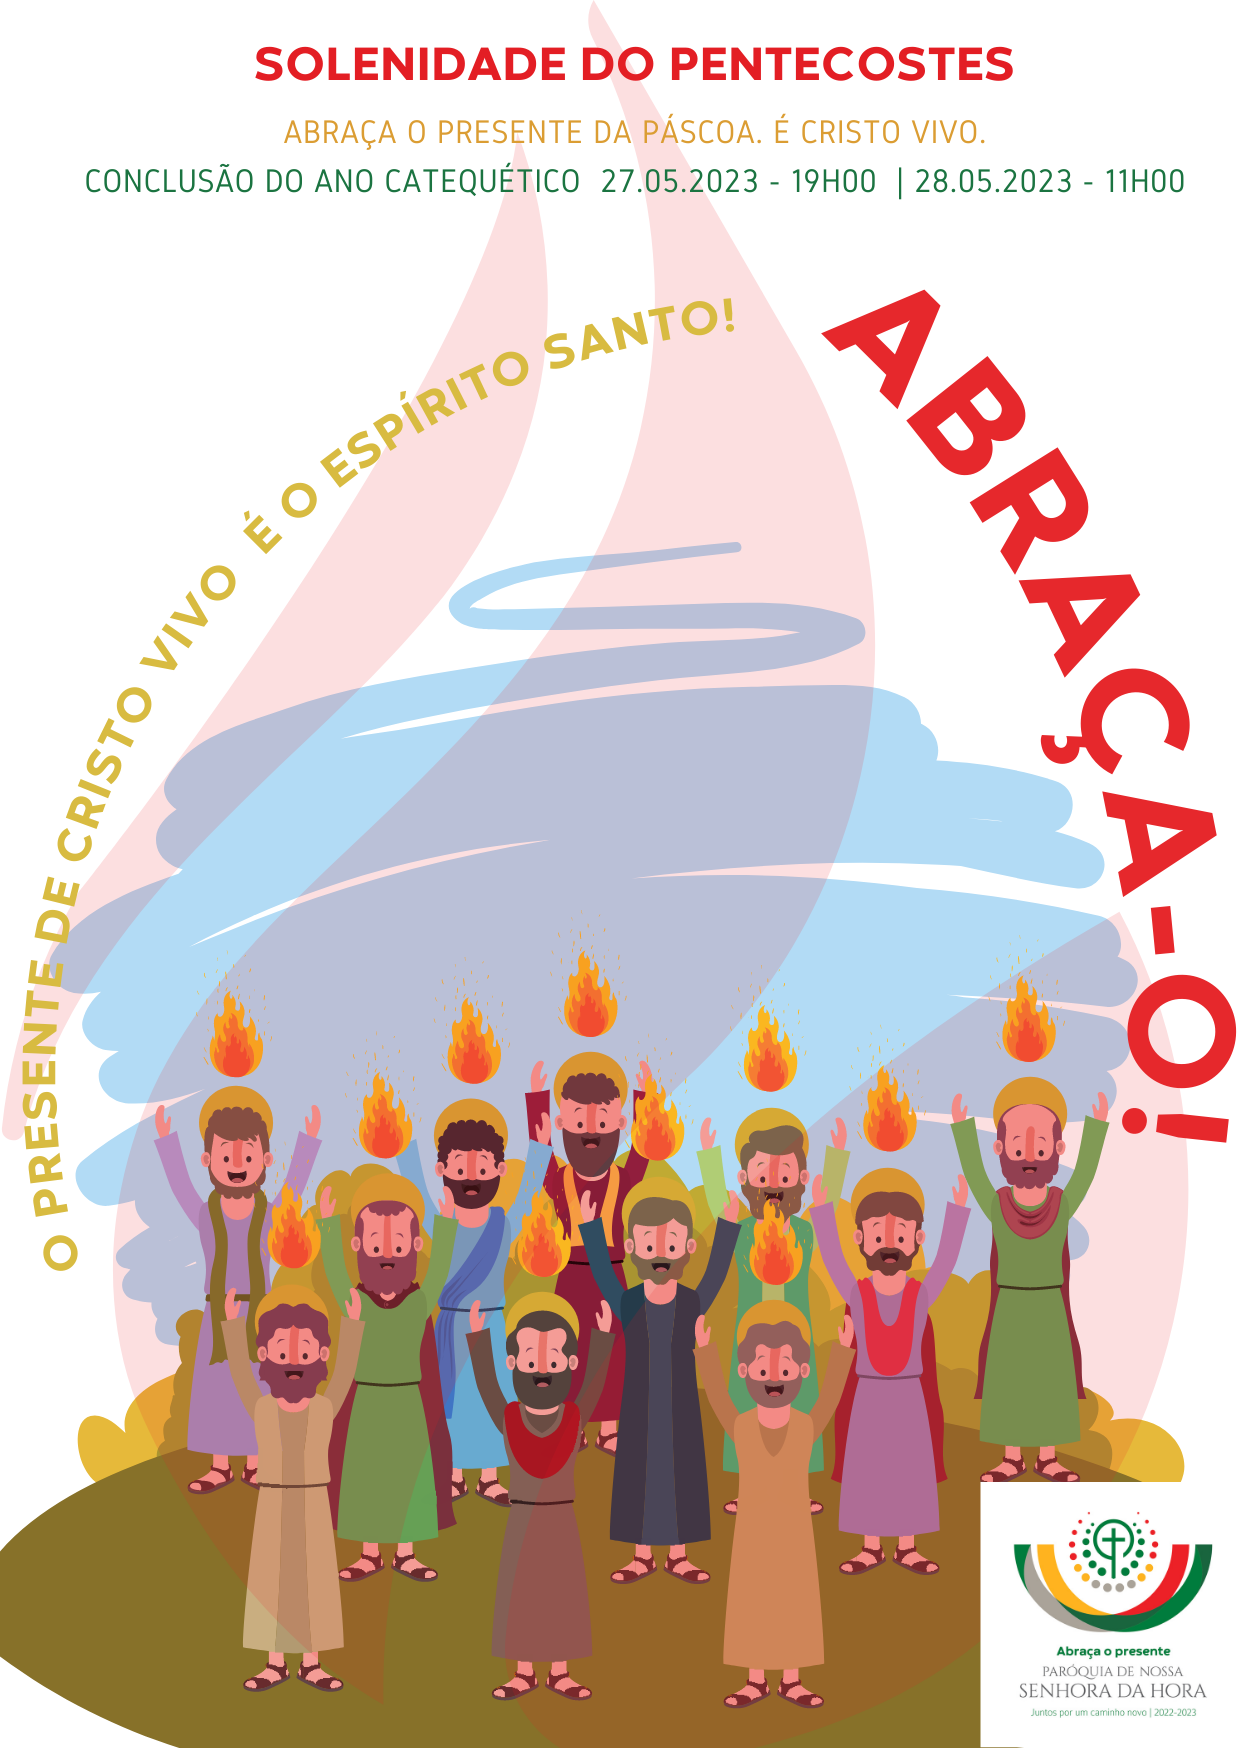 SOLENIDADE DO PENTECOSTES
ABRAÇA O PRESENTE DA PÁSCOA. É CRISTO VIVO.
CONCLUSÃO DO ANO CATEQUÉTICO 27.05.2023 - 19H00 | 28.05.2023 - 11H00
O PRESENTE DE CRISTO VIVO É O ESPÍRITO SANTO!
ABRAÇA-O!
Abraça o presente
PARÓQUIA DE NOSSA
SENHORA DA HORA
Juntos por um caminho novo | 2022-2023